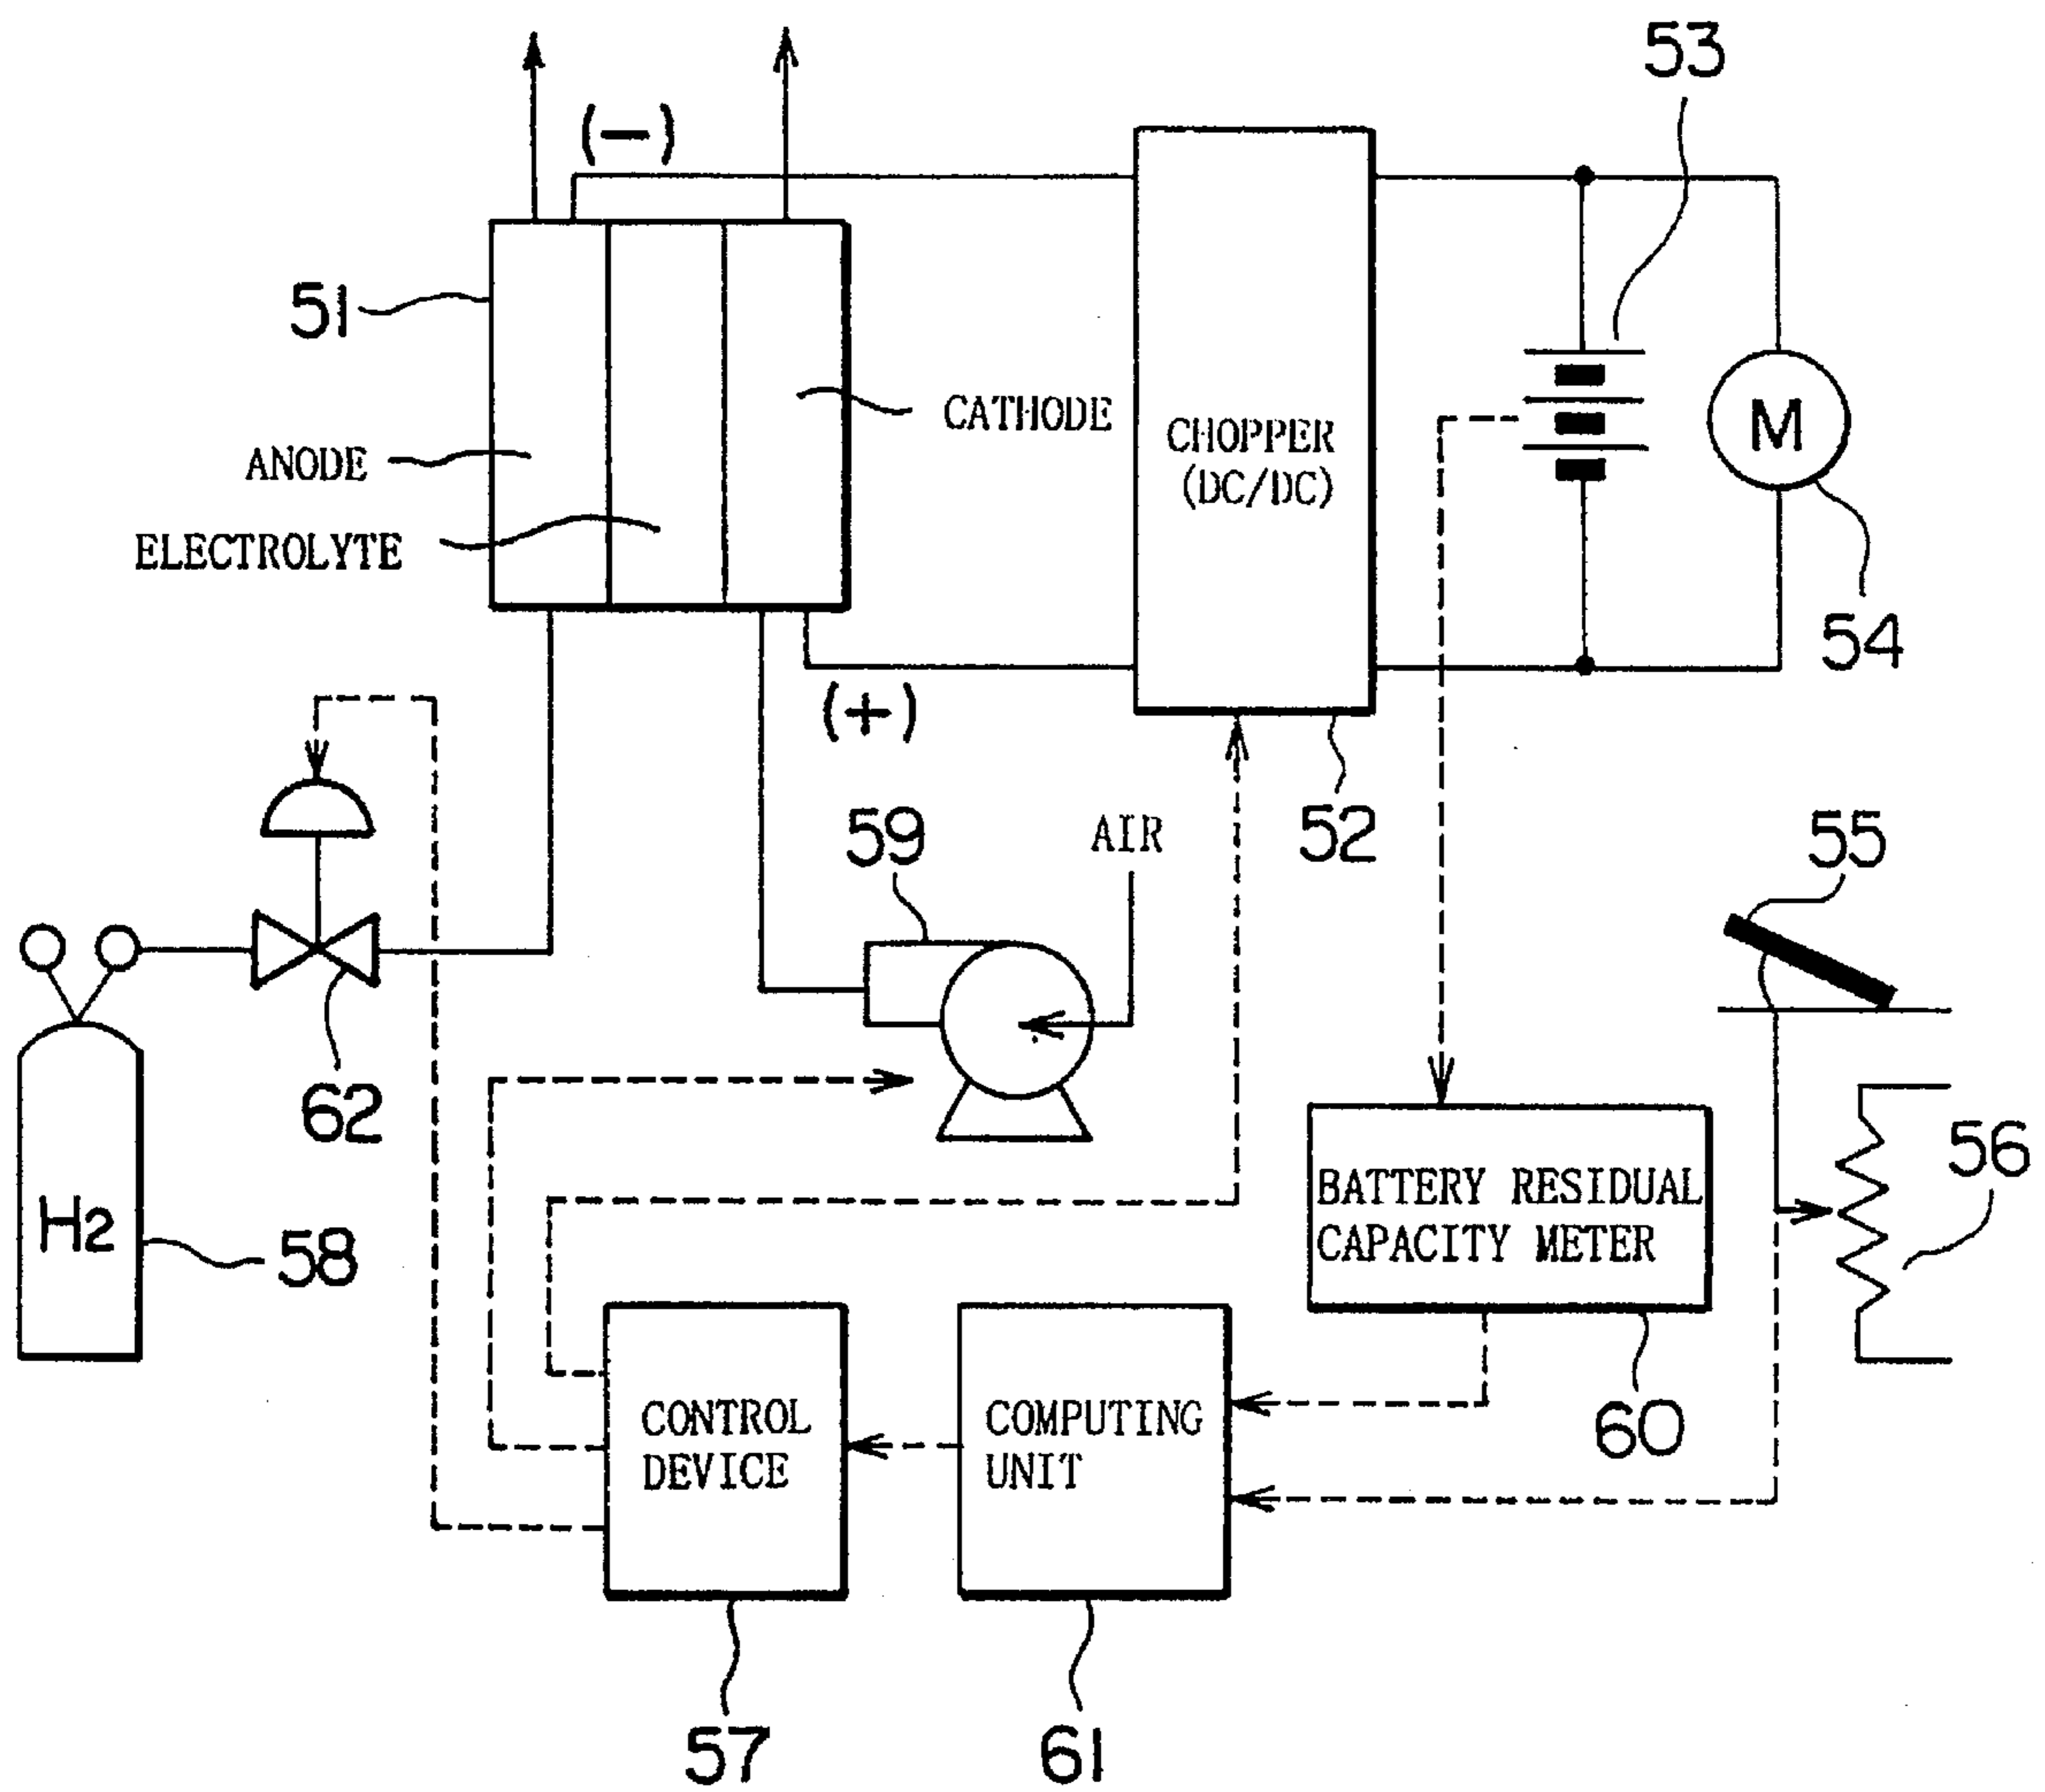 53
(−)
51
CATHODE
ANODE
CHOPPER
(DC/DC)
M
ELECTROLYTE
54
(+)
59
AIR
52
55
62
H2
58
BATTERY RESIDUAL
CAPACITY METER
56
CONTROL
DEVICE
COMPUTING
UNIT
60
57
61